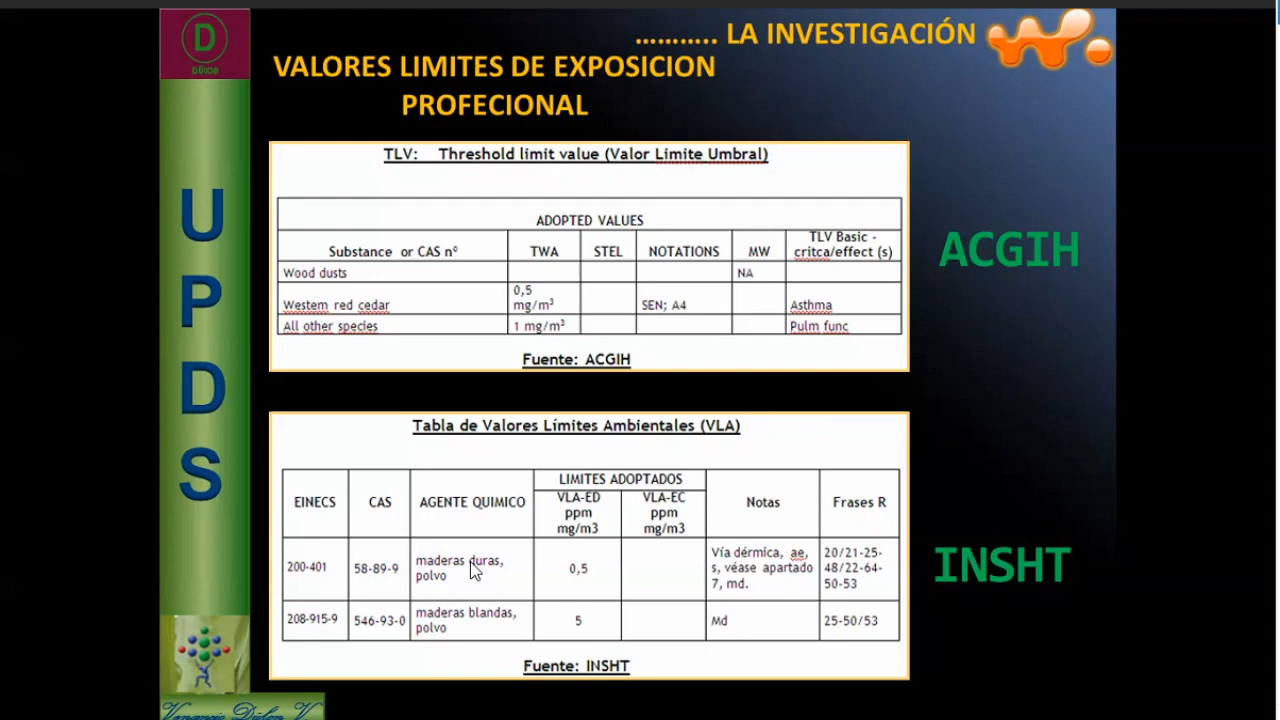 D
Délos
……….. LA INVESTIGACIÓN
VALORES LIMITES DE EXPOSICION
PROFECIONAL
U
P
D
S
TLV: Threshold limit value (Valor Limite Umbral)
ADOPTED VALUES
Substance or CAS nº TWA STEL NOTATIONS MW TLV Basic - critca/effect (s)
Wood dusts NA
Westem red cedar 0,5 mg/m³ SEN; A4 Asthma
All other species 1 mg/m³ Pulm func
Fuente: ACGIH
ACGIH
Tabla de Valores Límites Ambientales (VLA)
LIMITES ADOPTADOS
EINECS CAS AGENTE QUIMICO VLA-ED ppm mg/m3 VLA-EC ppm mg/m3 Notas Frases R
200-401 58-89-9 maderas duras, polvo 0,5 Vía dérmica, ae, s, véase apartado 7, md. 20/21-25-48/22-64-50-53
208-915-9 546-93-0 maderas blandas, polvo 5 Md 25-50/53
Fuente: INSHT
INSHT